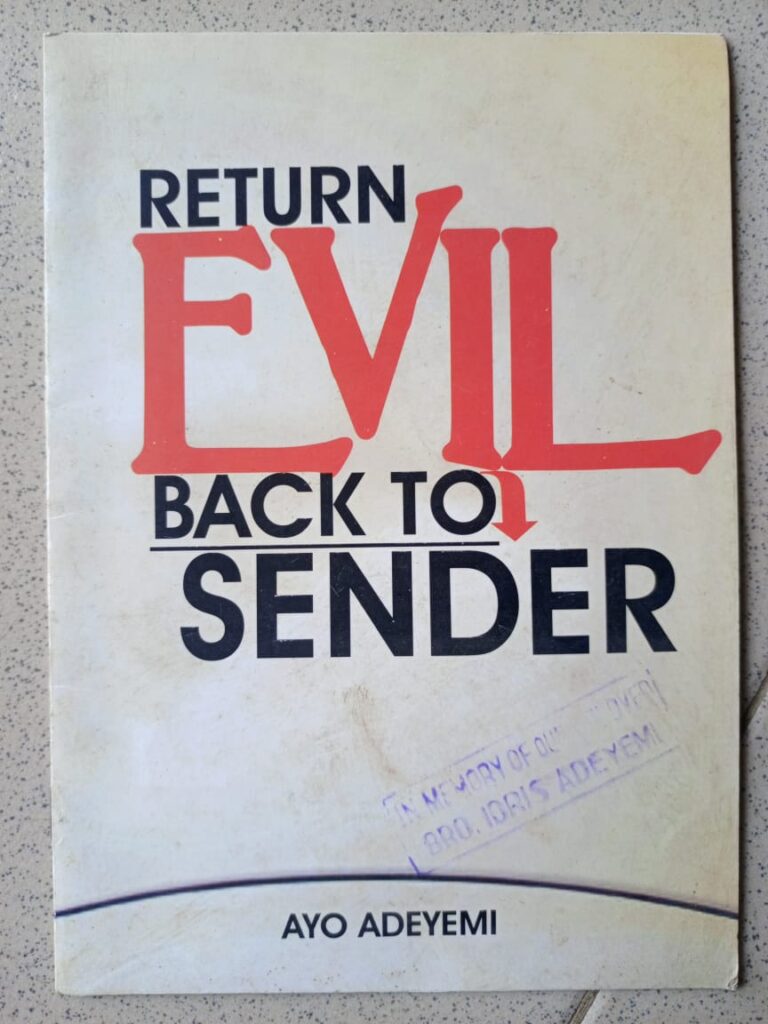 RETURN
EVIL
BACK TO
SENDER
IN MEMORY OF
BRO. IDRIS ADEYEMI
AYO ADEYEMI